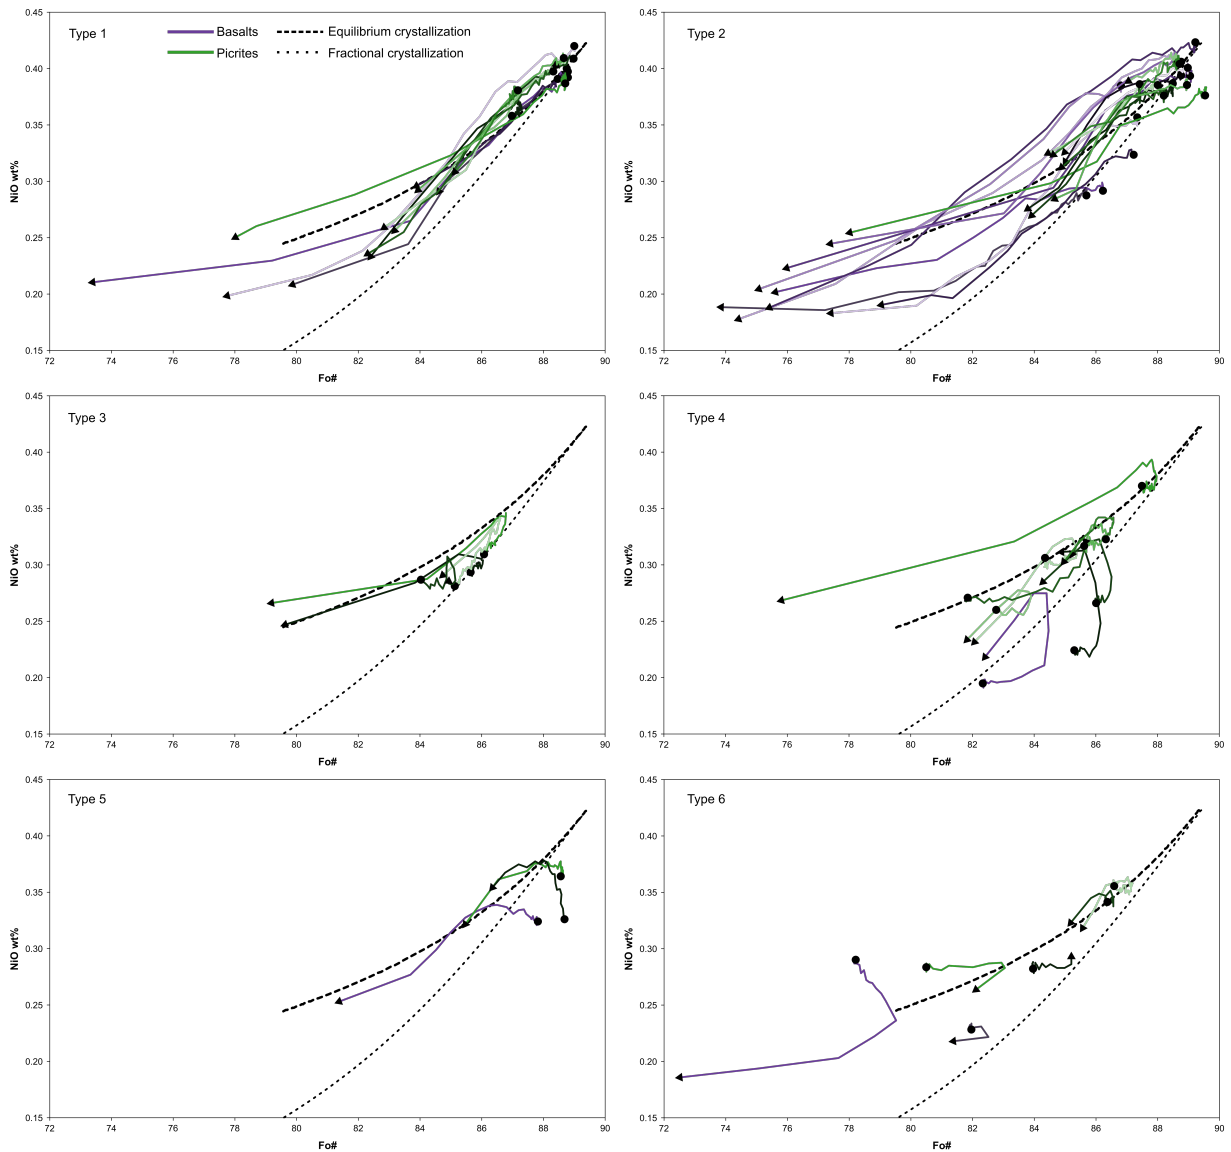 Type 1
Basalts
Equilibrium crystallization
Picrites
Fractional crystallization
0.45
0.40
0.35
0.30
0.25
0.20
0.15
NiO wt%
72 74 76 78 80 82 84 86 88 90
Fo#
Type 2
0.45
0.40
0.35
0.30
0.25
0.20
0.15
NiO wt%
72 74 76 78 80 82 84 86 88 90
Fo#
Type 3
0.45
0.40
0.35
0.30
0.25
0.20
0.15
NiO wt%
72 74 76 78 80 82 84 86 88 90
Fo#
Type 4
0.45
0.40
0.35
0.30
0.25
0.20
0.15
NiO wt%
72 74 76 78 80 82 84 86 88 90
Fo#
Type 5
0.45
0.40
0.35
0.30
0.25
0.20
0.15
NiO wt%
72 74 76 78 80 82 84 86 88 90
Fo#
Type 6
0.45
0.40
0.35
0.30
0.25
0.20
0.15
NiO wt%
72 74 76 78 80 82 84 86 88 90
Fo#